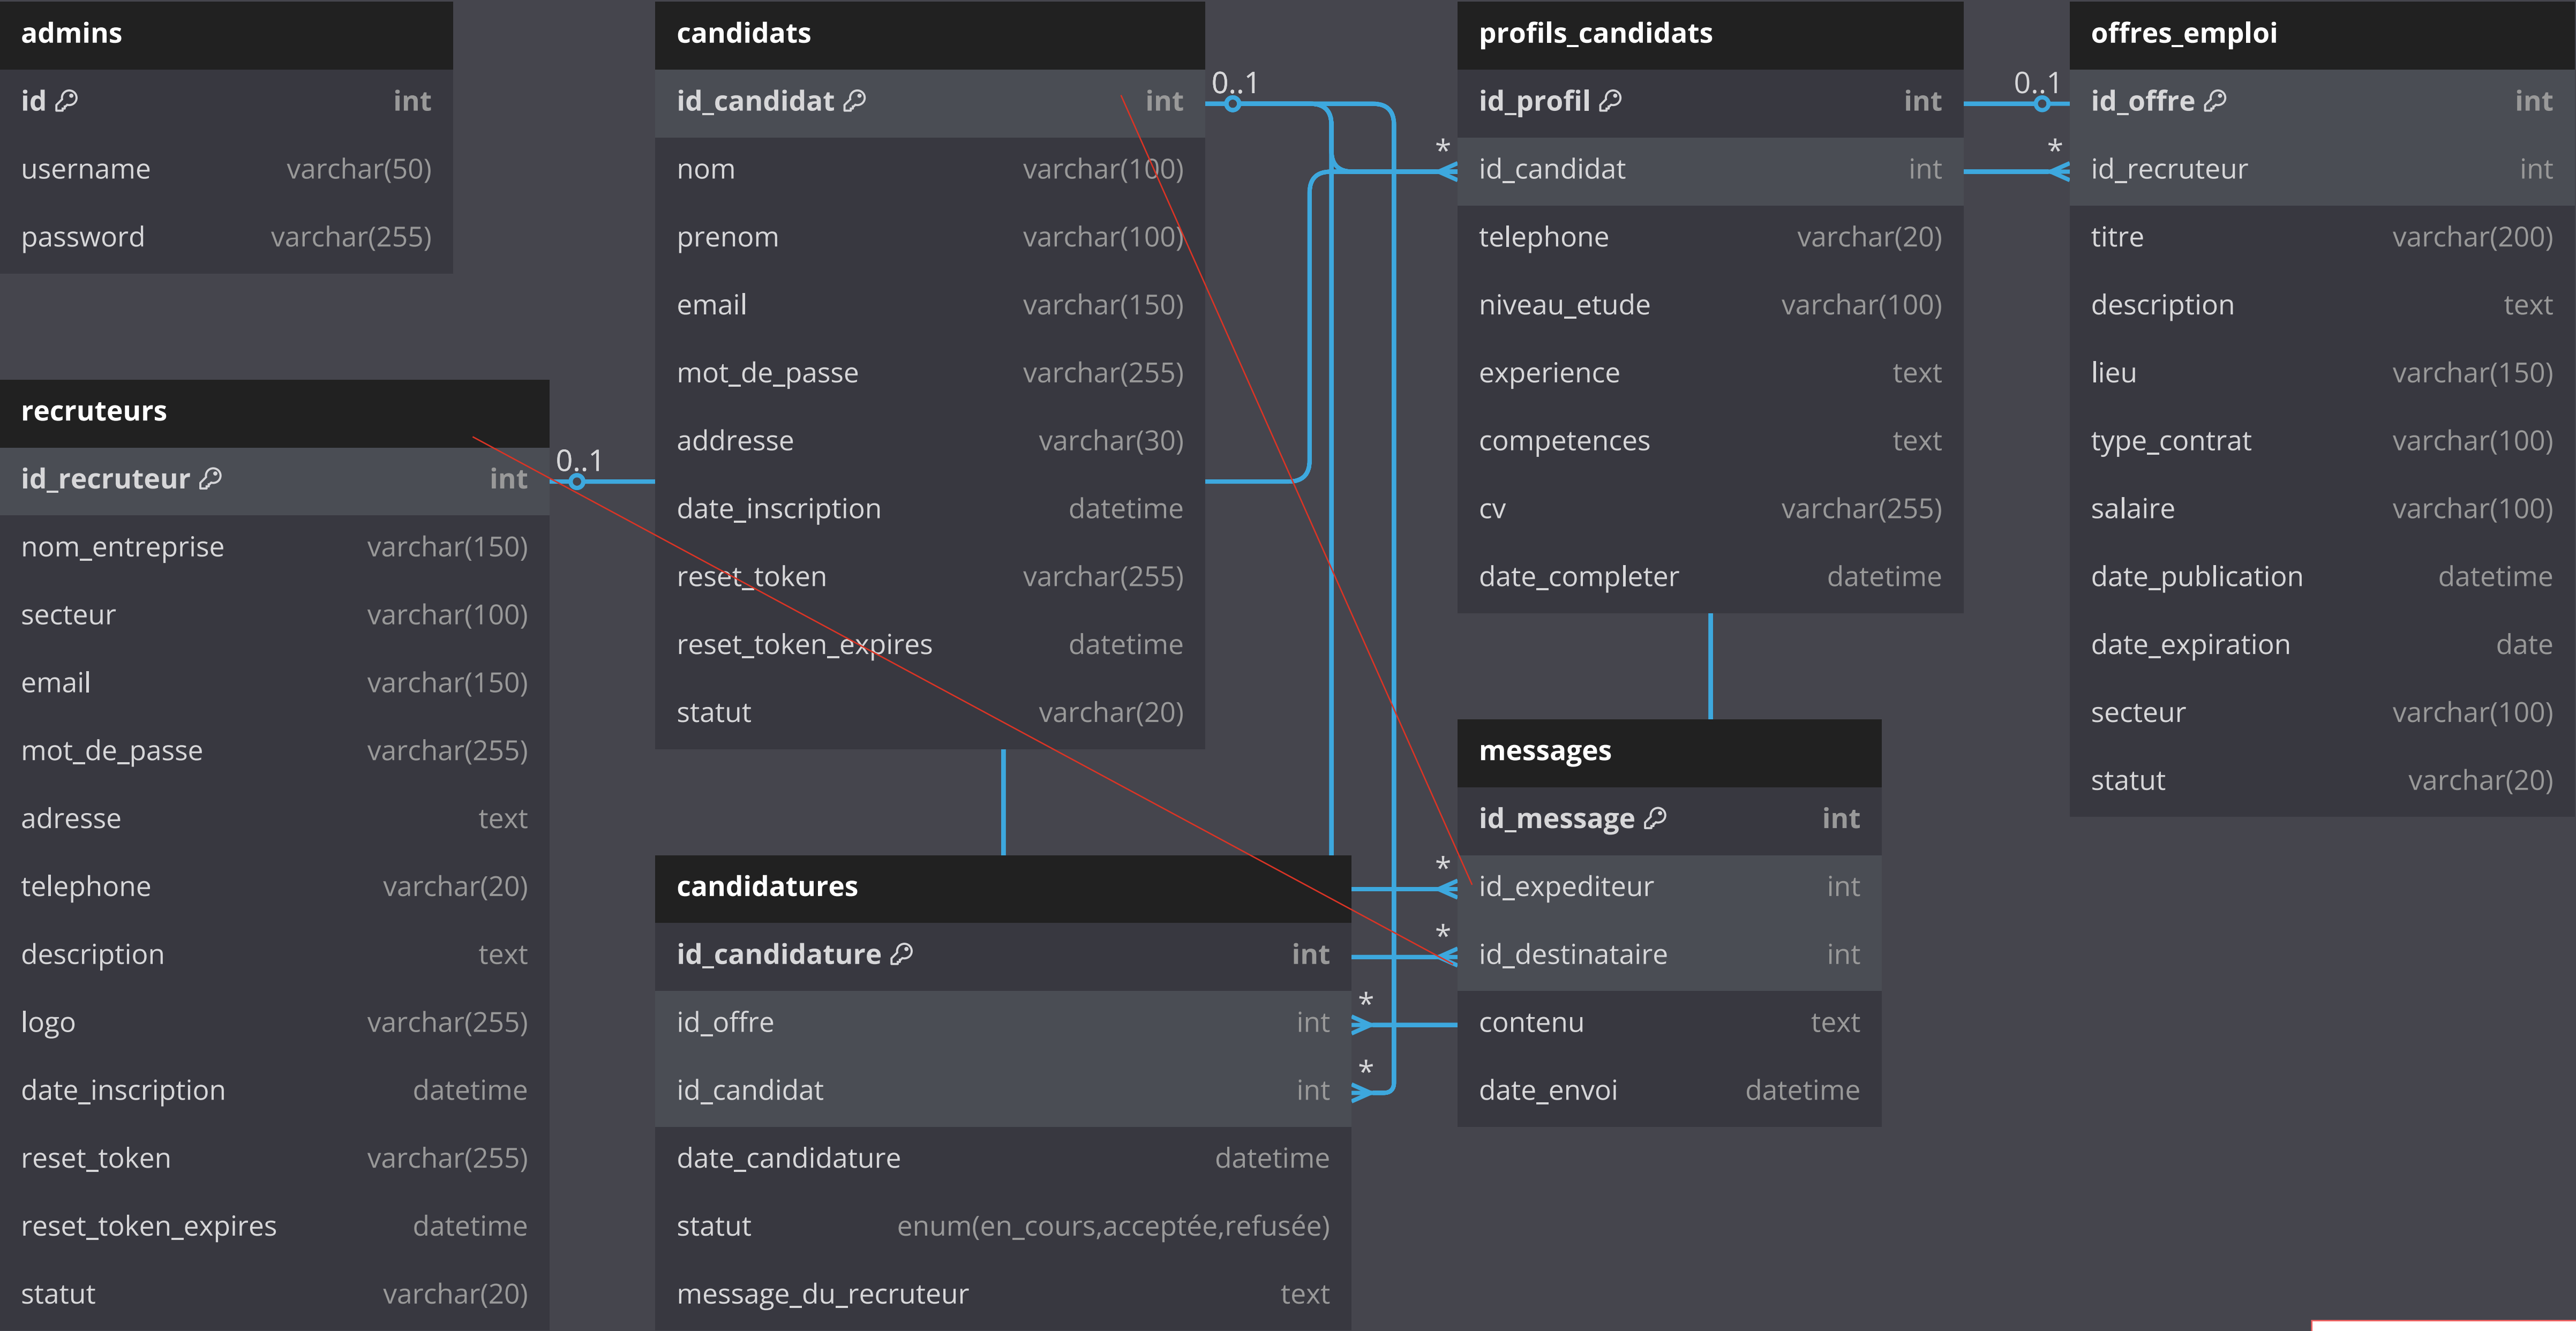 admins
id int
username varchar(50)
password varchar(255)
recruteurs
id_recruteur int
nom_entreprise varchar(150)
secteur varchar(100)
email varchar(150)
mot_de_passe varchar(255)
adresse text
telephone varchar(20)
description text
logo varchar(255)
date_inscription datetime
reset_token varchar(255)
reset_token_expires datetime
statut varchar(20)
0..1
candidats
id_candidat int
nom varchar(100)
prenom varchar(100)
email varchar(150)
mot_de_passe varchar(255)
addresse varchar(30)
date_inscription datetime
reset_token varchar(255)
reset_token_expires datetime
statut varchar(20)
0..1
candidatures
id_candidature int
id_offre int
id_candidat int
date_candidature datetime
statut enum(en_cours,acceptée,refusée)
message_du_recruteur text
*
*
profils_candidats
id_profil int
id_candidat int
telephone varchar(20)
niveau_etude varchar(100)
experience text
competences text
cv varchar(255)
date_completer datetime
*
messages
id_message int
id_expediteur int
id_destinataire int
contenu text
date_envoi datetime
*
*
0..1
*
offres_emploi
id_offre int
id_recruteur int
titre varchar(200)
description text
lieu varchar(150)
type_contrat varchar(100)
salaire varchar(100)
date_publication datetime
date_expiration date
secteur varchar(100)
statut varchar(20)